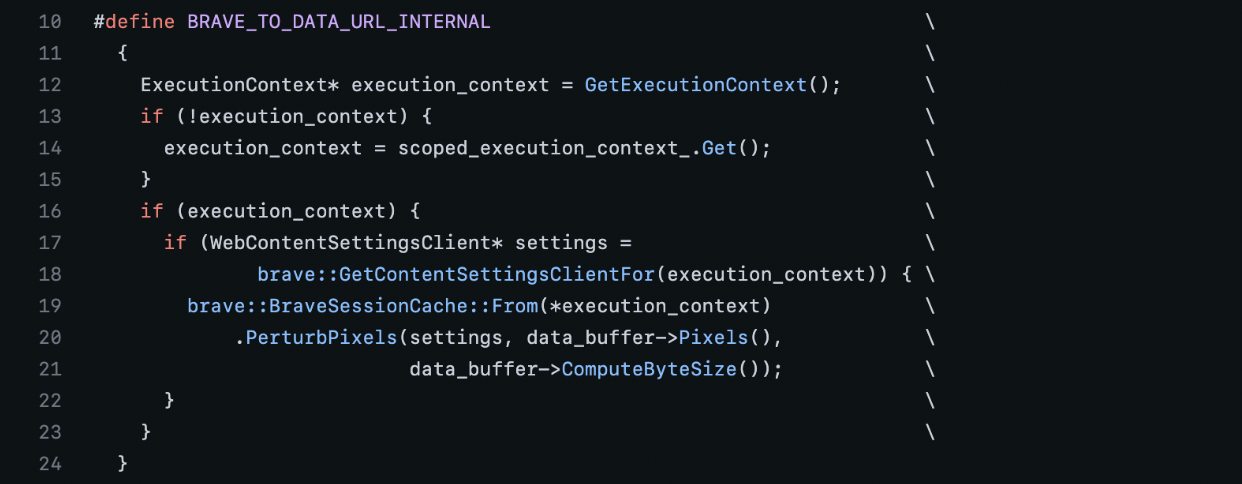 10 #define BRAVE_TO_DATA_URL_INTERNAL \
11 { \
12 ExecutionContext* execution_context = GetExecutionContext(); \
13 if (!execution_context) { \
14 execution_context = scoped_execution_context_.Get(); \
15 } \
16 if (execution_context) { \
17 if (WebContentSettingsClient* settings = \
18 brave::GetContentSettingsClientFor(execution_context)) { \
19 brave::BraveSessionCache::From(*execution_context) \
20 .PerturbPixels(settings, data_buffer->Pixels(), \
21 data_buffer->ComputeByteSize()); \
22 } \
23 } \
24 }